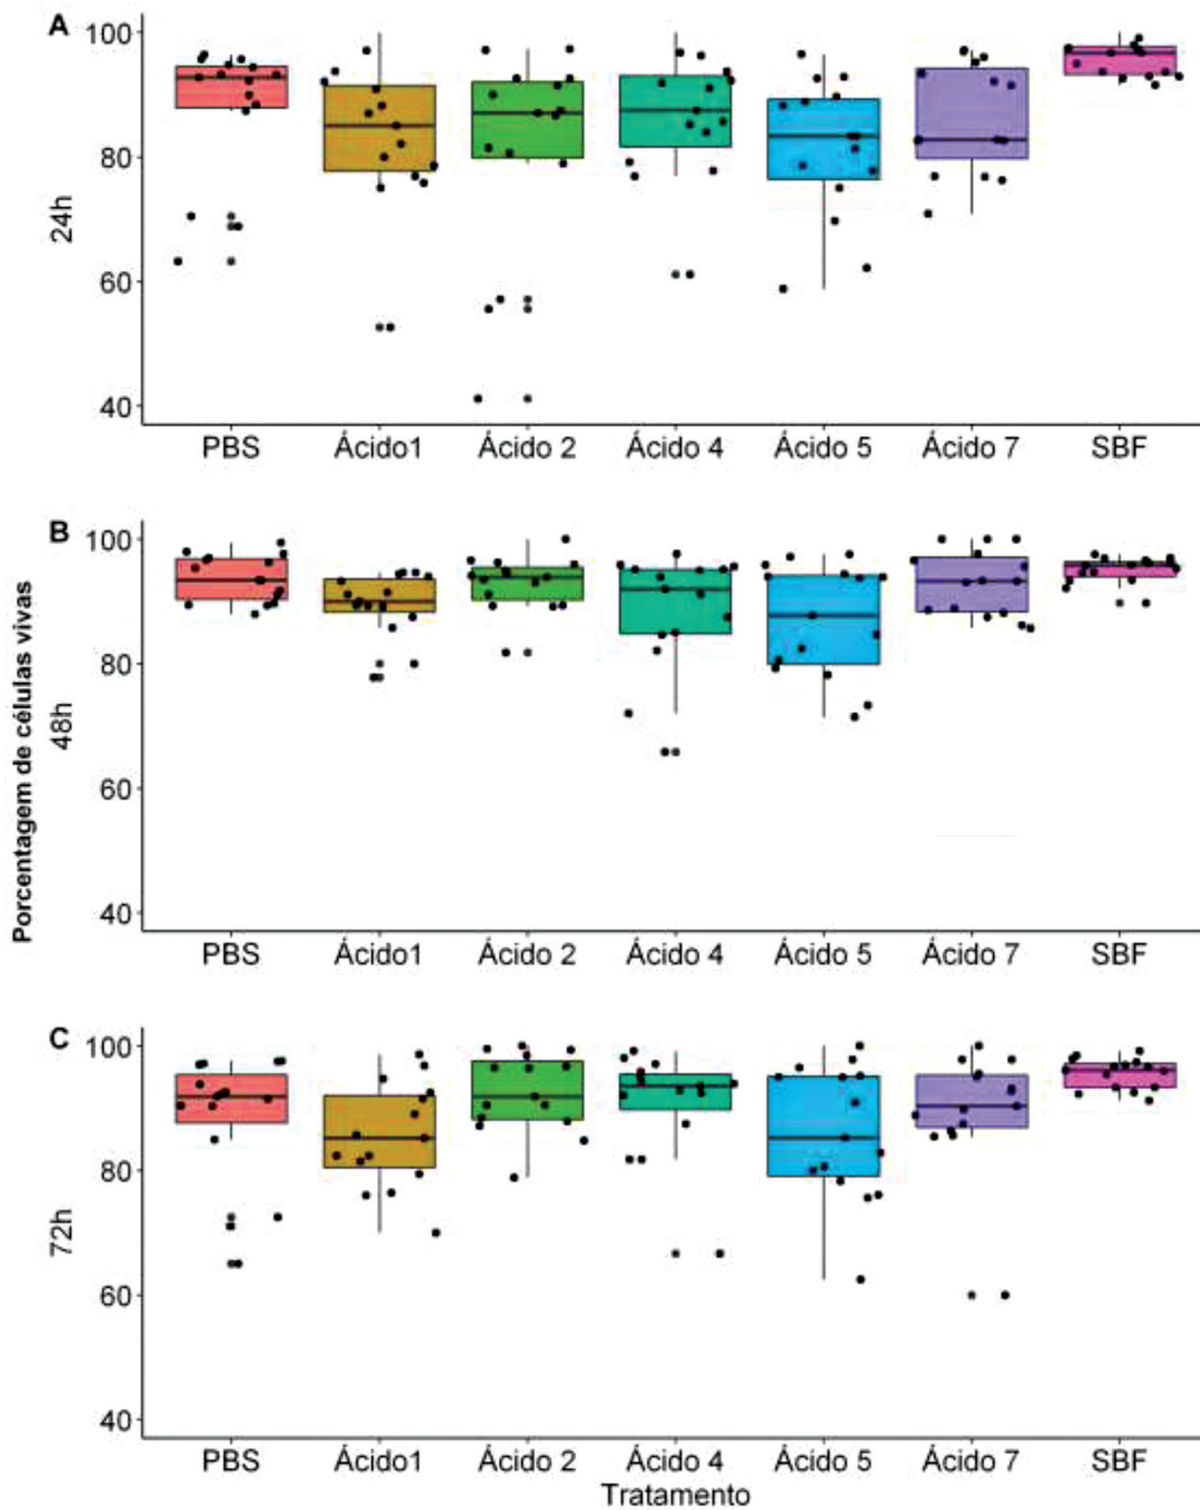 A
100
80
60
40
24h
PBS Ácido1 Ácido 2 Ácido 4 Ácido 5 Ácido 7 SBF
B
100
80
60
40
48h
Porcentagem de células vivas
PBS Ácido1 Ácido 2 Ácido 4 Ácido 5 Ácido 7 SBF
C
100
80
60
40
72h
PBS Ácido1 Ácido 2 Ácido 4 Ácido 5 Ácido 7 SBF
Tratamento